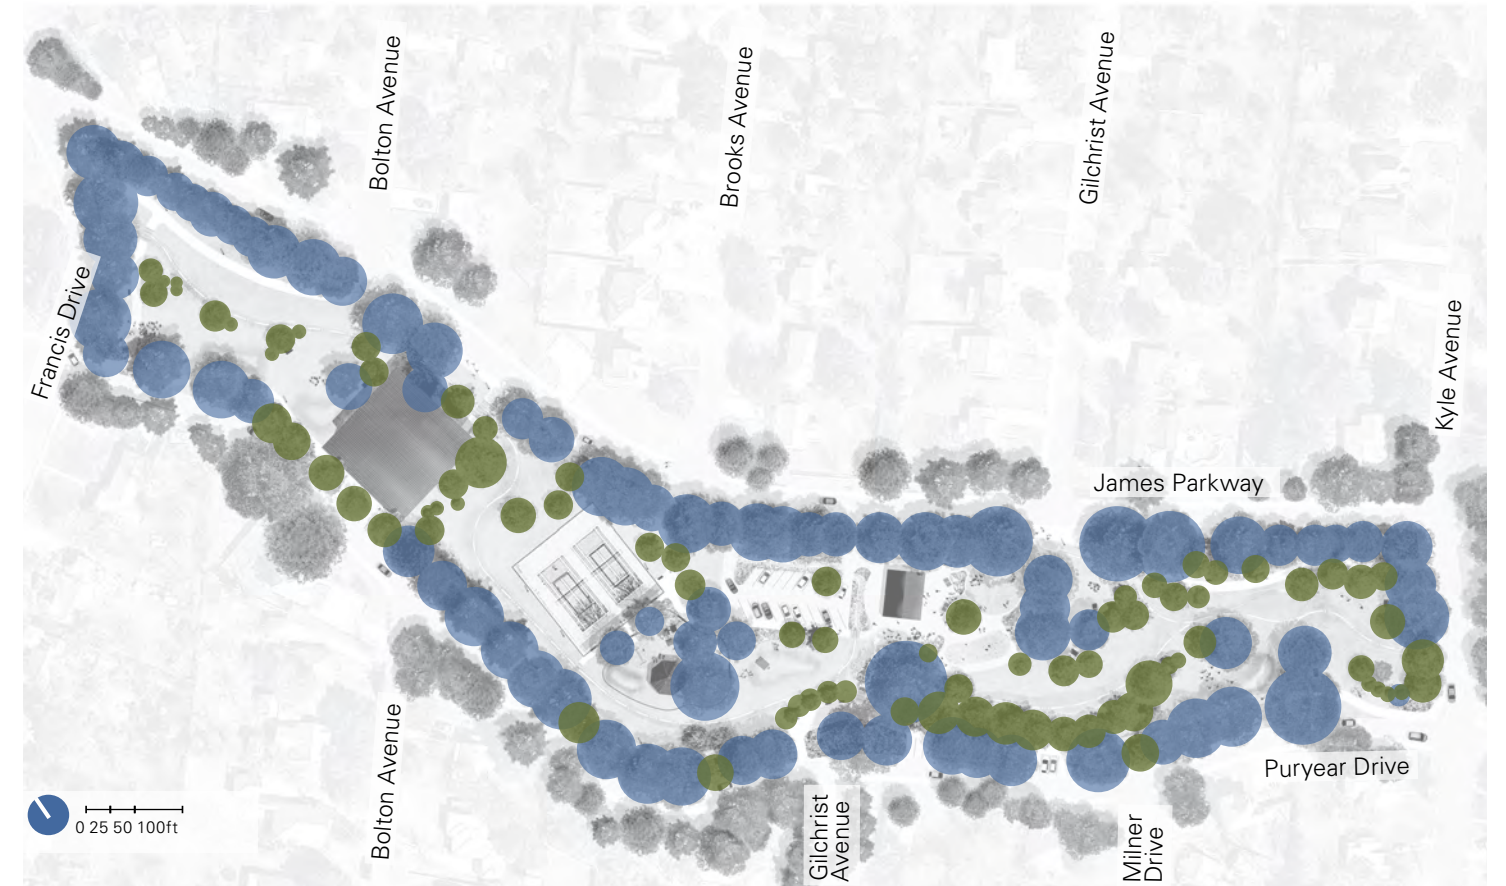 Bolton Avenue
Brooks Avenue
Gilchrist Avenue
Francis Drive
Kyle Avenue
James Parkway
Bolton Avenue
Puryear Drive
Gilchrist
Avenue
Milner
Drive
0 25 50 100ft